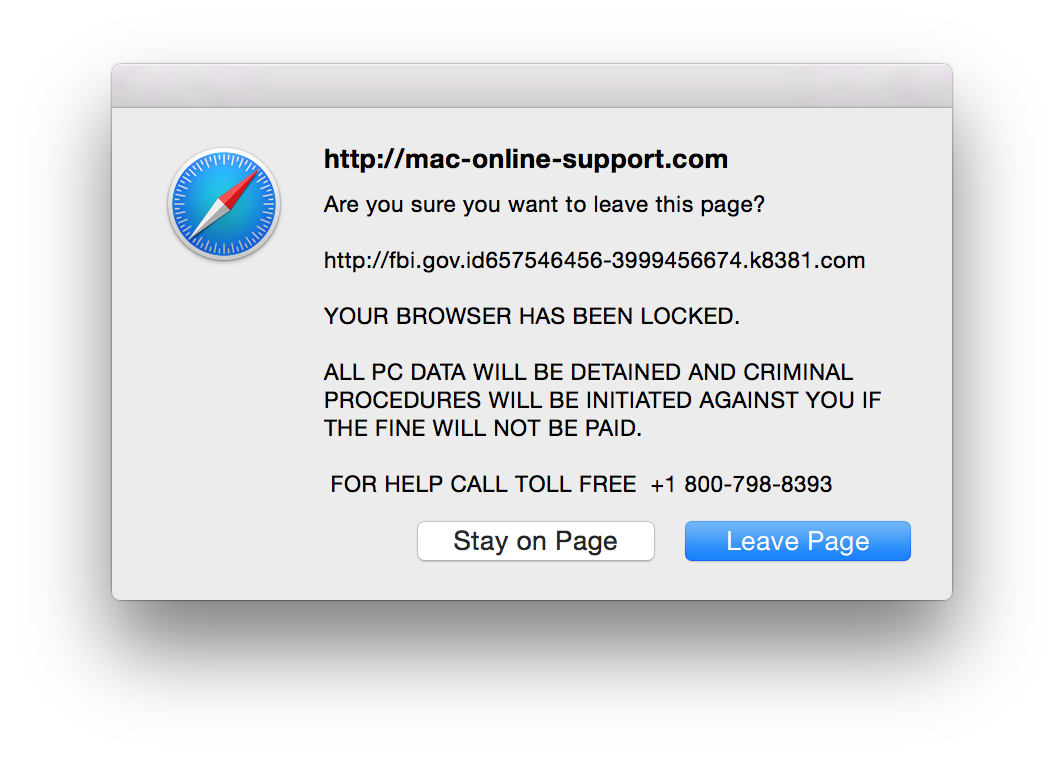 http://mac-online-support.com
Are you sure you want to leave this page?
http://fbi.gov.id657546456-3999456674.k8381.com
YOUR BROWSER HAS BEEN LOCKED.
ALL PC DATA WILL BE DETAINED AND CRIMINAL
PROCEDURES WILL BE INITIATED AGAINST YOU IF
THE FINE WILL NOT BE PAID.
FOR HELP CALL TOLL FREE  +1 800-798-8393
Stay on Page
Leave Page